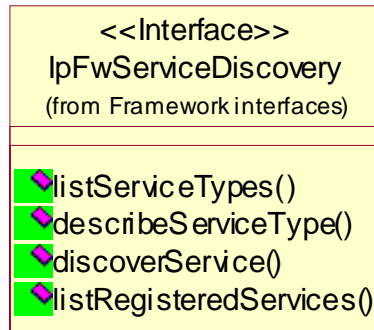 <<Interface>>
IpFwServiceDiscovery
(from Framework interfaces)
listServiceTypes()
describeServiceType()
discoverService()
listRegisteredServices()